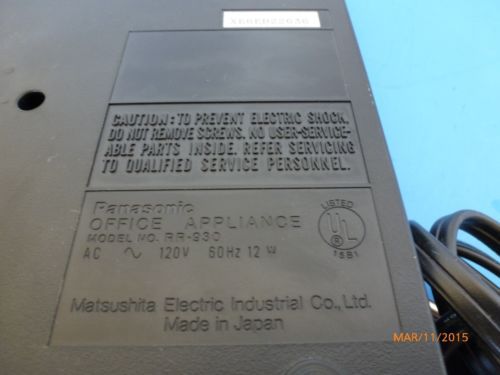 CAUTION: TO PREVENT ELECTRIC SHOCK,
DO NOT REMOVE SCREWS. NO USER-SERVICE-
ABLE PARTS INSIDE. REFER SERVICING
TO QUALIFIED SERVICE PERSONNEL.
Panasonic
OFFICE APPLIANCE
MODEL NO. RR-930
AC ∿ 120V 60Hz 12 W
LISTED
UL
®
15B1
Matsushita Electric Industrial Co., Ltd.
Made in Japan
MAR/11/2015